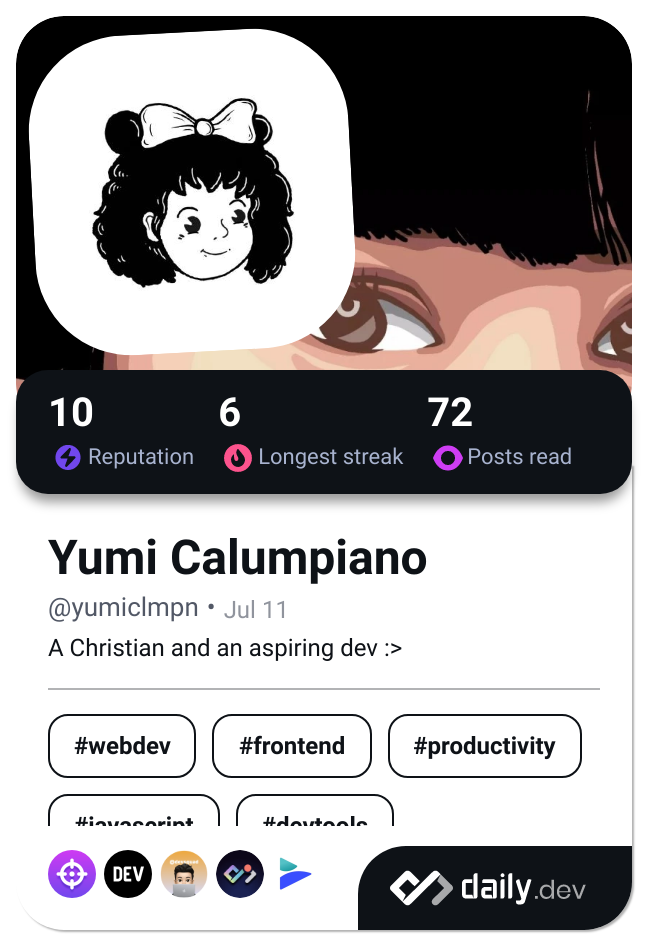 10 6 72
Reputation Longest streak Posts read
Yumi Calumpiano
@yumiclmpn • Jul 11
A Christian and an aspiring dev :>
#webdev #frontend #productivity
#javascript #devtools
DEV
daily.dev